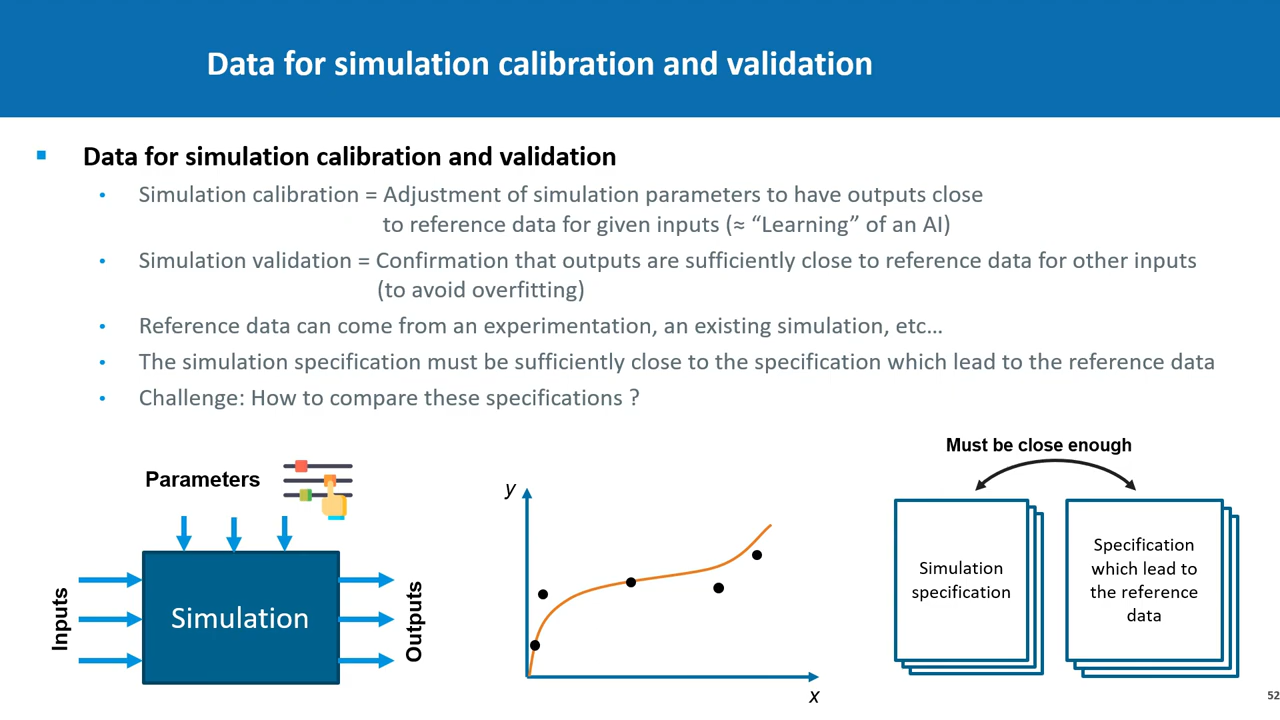 Data for simulation calibration and validation
Data for simulation calibration and validation
Simulation calibration = Adjustment of simulation parameters to have outputs close
to reference data for given inputs (≈ “Learning” of an AI)
Simulation validation = Confirmation that outputs are sufficiently close to reference data for other inputs
(to avoid overfitting)
Reference data can come from an experimentation, an existing simulation, etc…
The simulation specification must be sufficiently close to the specification which lead to the reference data
Challenge: How to compare these specifications ?
Parameters
Inputs
Simulation
Outputs
y
x
Must be close enough
Simulation
specification
Specification
which lead to
the reference
data
52